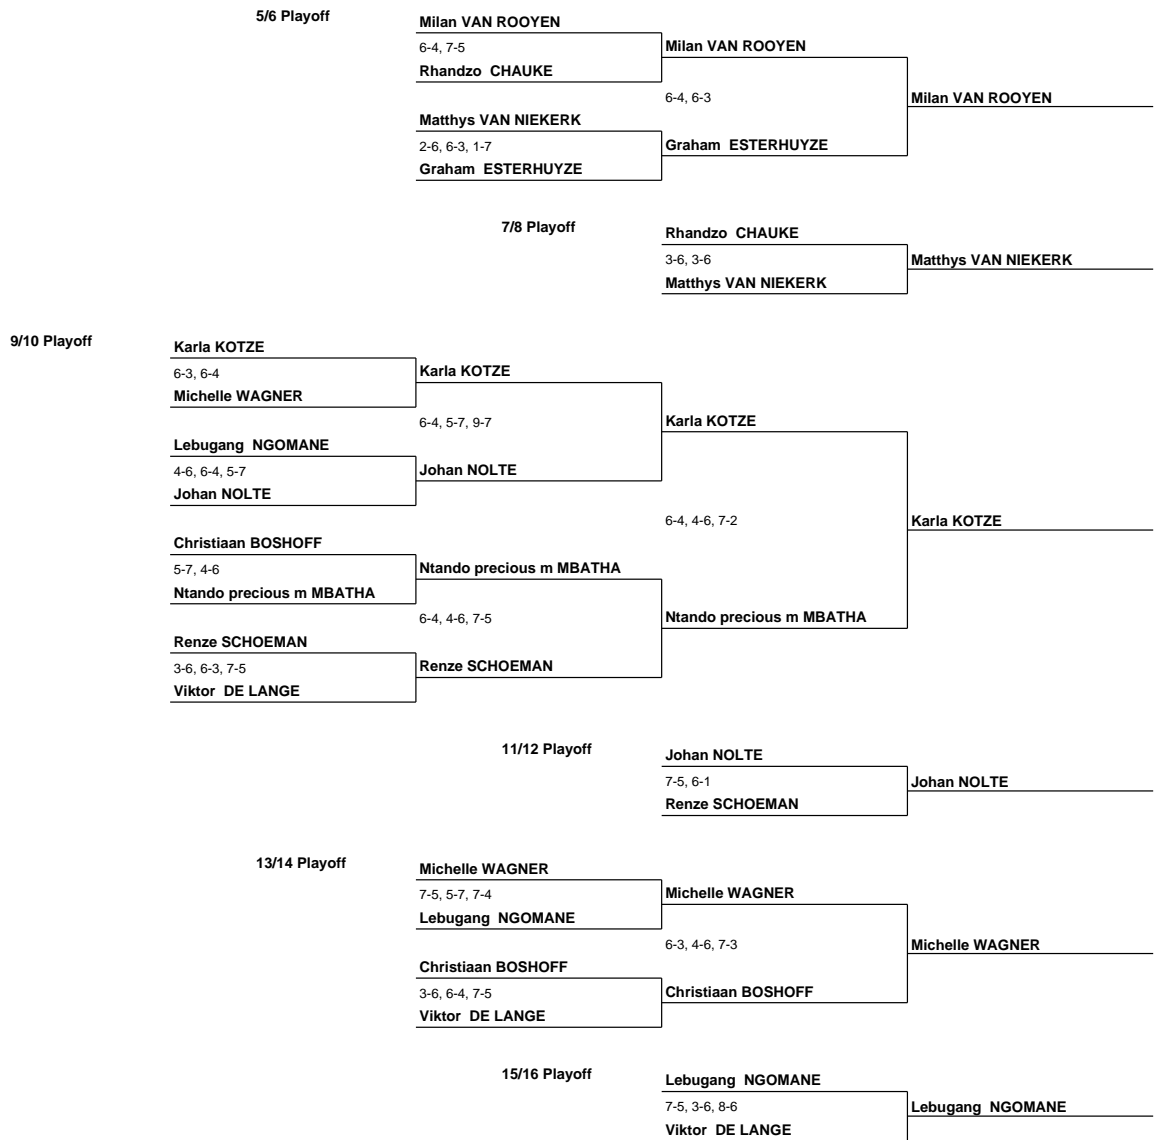 5/6 Playoff
Milan VAN ROOYEN
6-4, 7-5
Rhandzo  CHAUKE
Milan VAN ROOYEN
6-4, 6-3
Milan VAN ROOYEN
Matthys VAN NIEKERK
2-6, 6-3, 1-7
Graham  ESTERHUYZE
Graham  ESTERHUYZE
7/8 Playoff
Rhandzo  CHAUKE
3-6, 3-6
Matthys VAN NIEKERK
Matthys VAN NIEKERK
9/10 Playoff
Karla KOTZE
6-3, 6-4
Michelle WAGNER
Karla KOTZE
6-4, 5-7, 9-7
Karla KOTZE
Lebugang  NGOMANE
4-6, 6-4, 5-7
Johan NOLTE
Johan NOLTE
6-4, 4-6, 7-2
Karla KOTZE
Christiaan BOSHOFF
5-7, 4-6
Ntando precious m MBATHA
Ntando precious m MBATHA
6-4, 4-6, 7-5
Ntando precious m MBATHA
Renze SCHOEMAN
3-6, 6-3, 7-5
Viktor  DE LANGE
Renze SCHOEMAN
11/12 Playoff
Johan NOLTE
7-5, 6-1
Renze SCHOEMAN
Johan NOLTE
13/14 Playoff
Michelle WAGNER
7-5, 5-7, 7-4
Lebugang  NGOMANE
Michelle WAGNER
6-3, 4-6, 7-3
Michelle WAGNER
Christiaan BOSHOFF
3-6, 6-4, 7-5
Viktor  DE LANGE
Christiaan BOSHOFF
15/16 Playoff
Lebugang  NGOMANE
7-5, 3-6, 8-6
Viktor  DE LANGE
Lebugang  NGOMANE